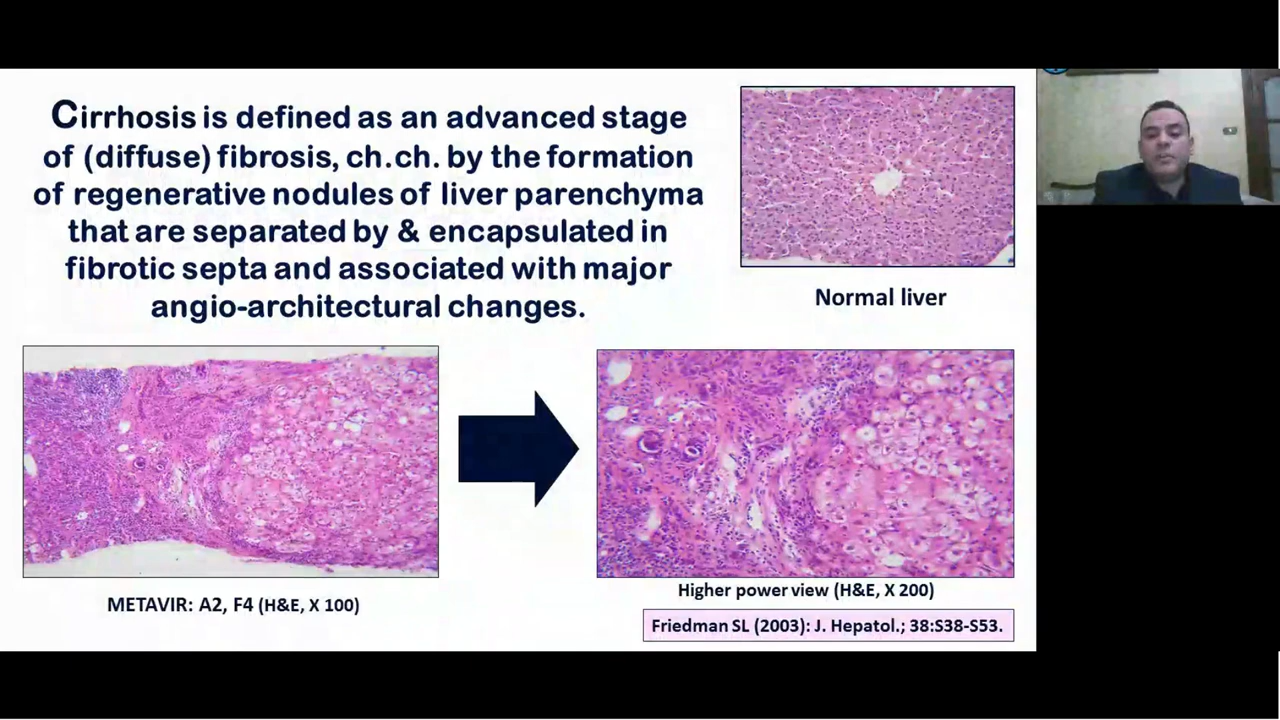 Cirrhosis is defined as an advanced stage
of (diffuse) fibrosis, ch.ch. by the formation
of regenerative nodules of liver parenchyma
that are separated by & encapsulated in
fibrotic septa and associated with major
angio-architectural changes.
Normal liver
METAVIR: A2, F4 (H&E, X 100)
Higher power view (H&E, X 200)
Friedman SL (2003): J. Hepatol.; 38:S38-S53.